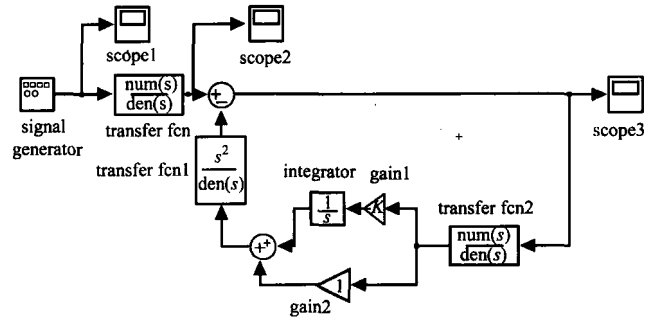 scope1
scope2
num(s)
den(s)
signal
generator
transfer fcn
scope3
transfer fcn1
s²
den(s)
integrator
gain1
1
s
K
transfer fcn2
num(s)
den(s)
1
gain2